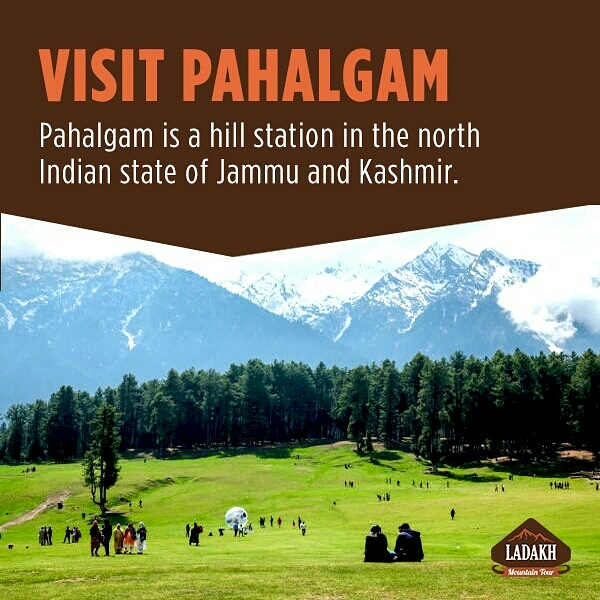 VISIT PAHALGAM
Pahalgam is a hill station in the north
Indian state of Jammu and Kashmir.
LADAKH
Mountain Tour